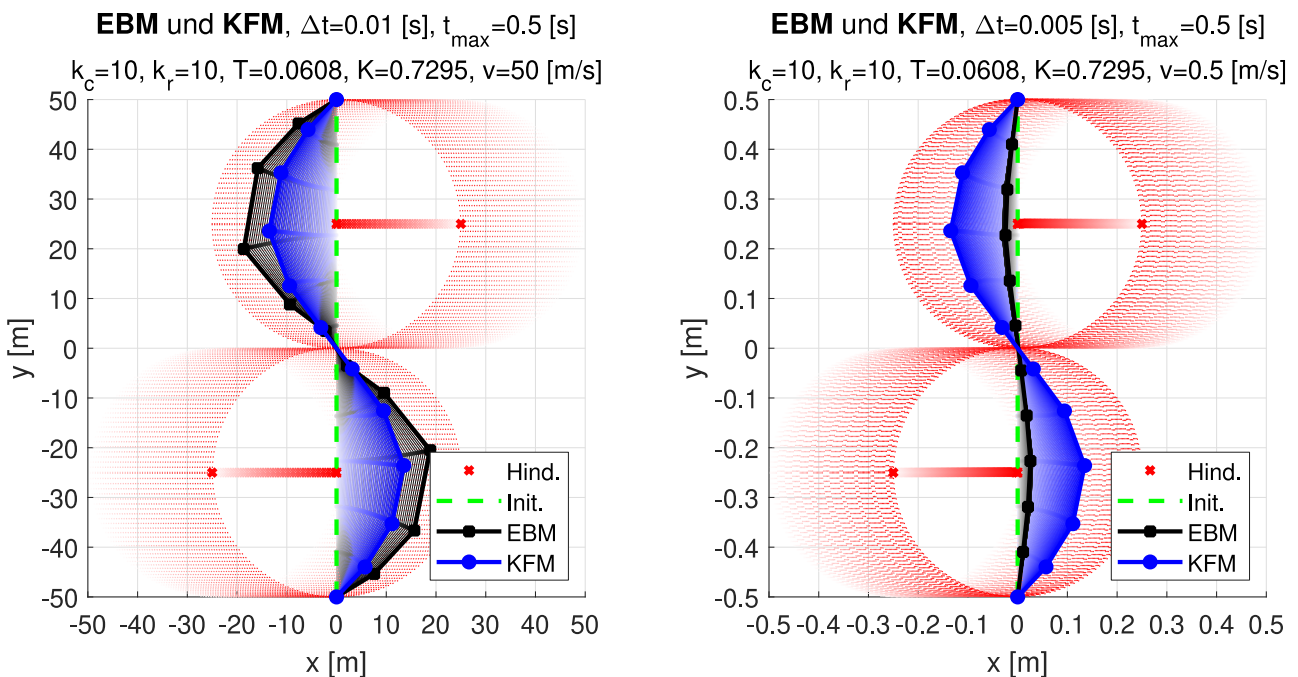 EBM und KFM, Δt=0.01 [s], t_max=0.5 [s]
k_c=10, k_r=10, T=0.0608, K=0.7295, v=50 [m/s]
50
40
30
20
10
0
-10
-20
-30
-40
-50
y [m]
-50 -40 -30 -20 -10 0 10 20 30 40 50
x [m]
Hind.
Init.
EBM
KFM
EBM und KFM, Δt=0.005 [s], t_max=0.5 [s]
k_c=10, k_r=10, T=0.0608, K=0.7295, v=0.5 [m/s]
0.5
0.4
0.3
0.2
0.1
0
-0.1
-0.2
-0.3
-0.4
-0.5
y [m]
-0.5 -0.4 -0.3 -0.2 -0.1 0 0.1 0.2 0.3 0.4 0.5
x [m]
Hind.
Init.
EBM
KFM